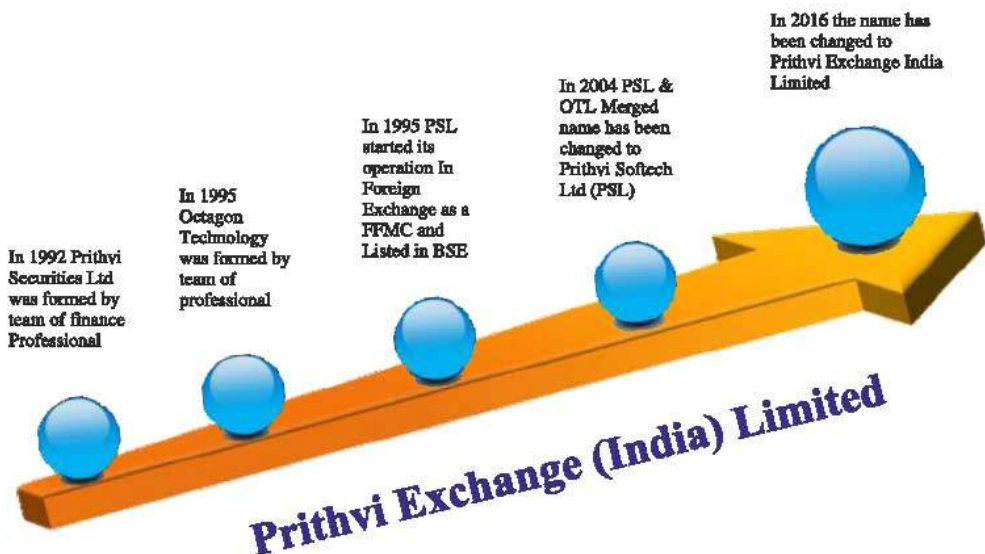 In 1992 Prithvi
Securities Ltd
was formed by
team of finance
Professional
In 1995
Octagon
Technology
was formed by
team of
professional
In 1995 PSL
started its
operation In
Foreign
Exchange as a
FFMC and
Listed in BSE
In 2004 PSL &
OTL Merged
name has been
changed to
Prithvi Softech
Ltd (PSL)
In 2016 the name has
been changed to
Prithvi Exchange India
Limited
Prithvi Exchange (India) Limited